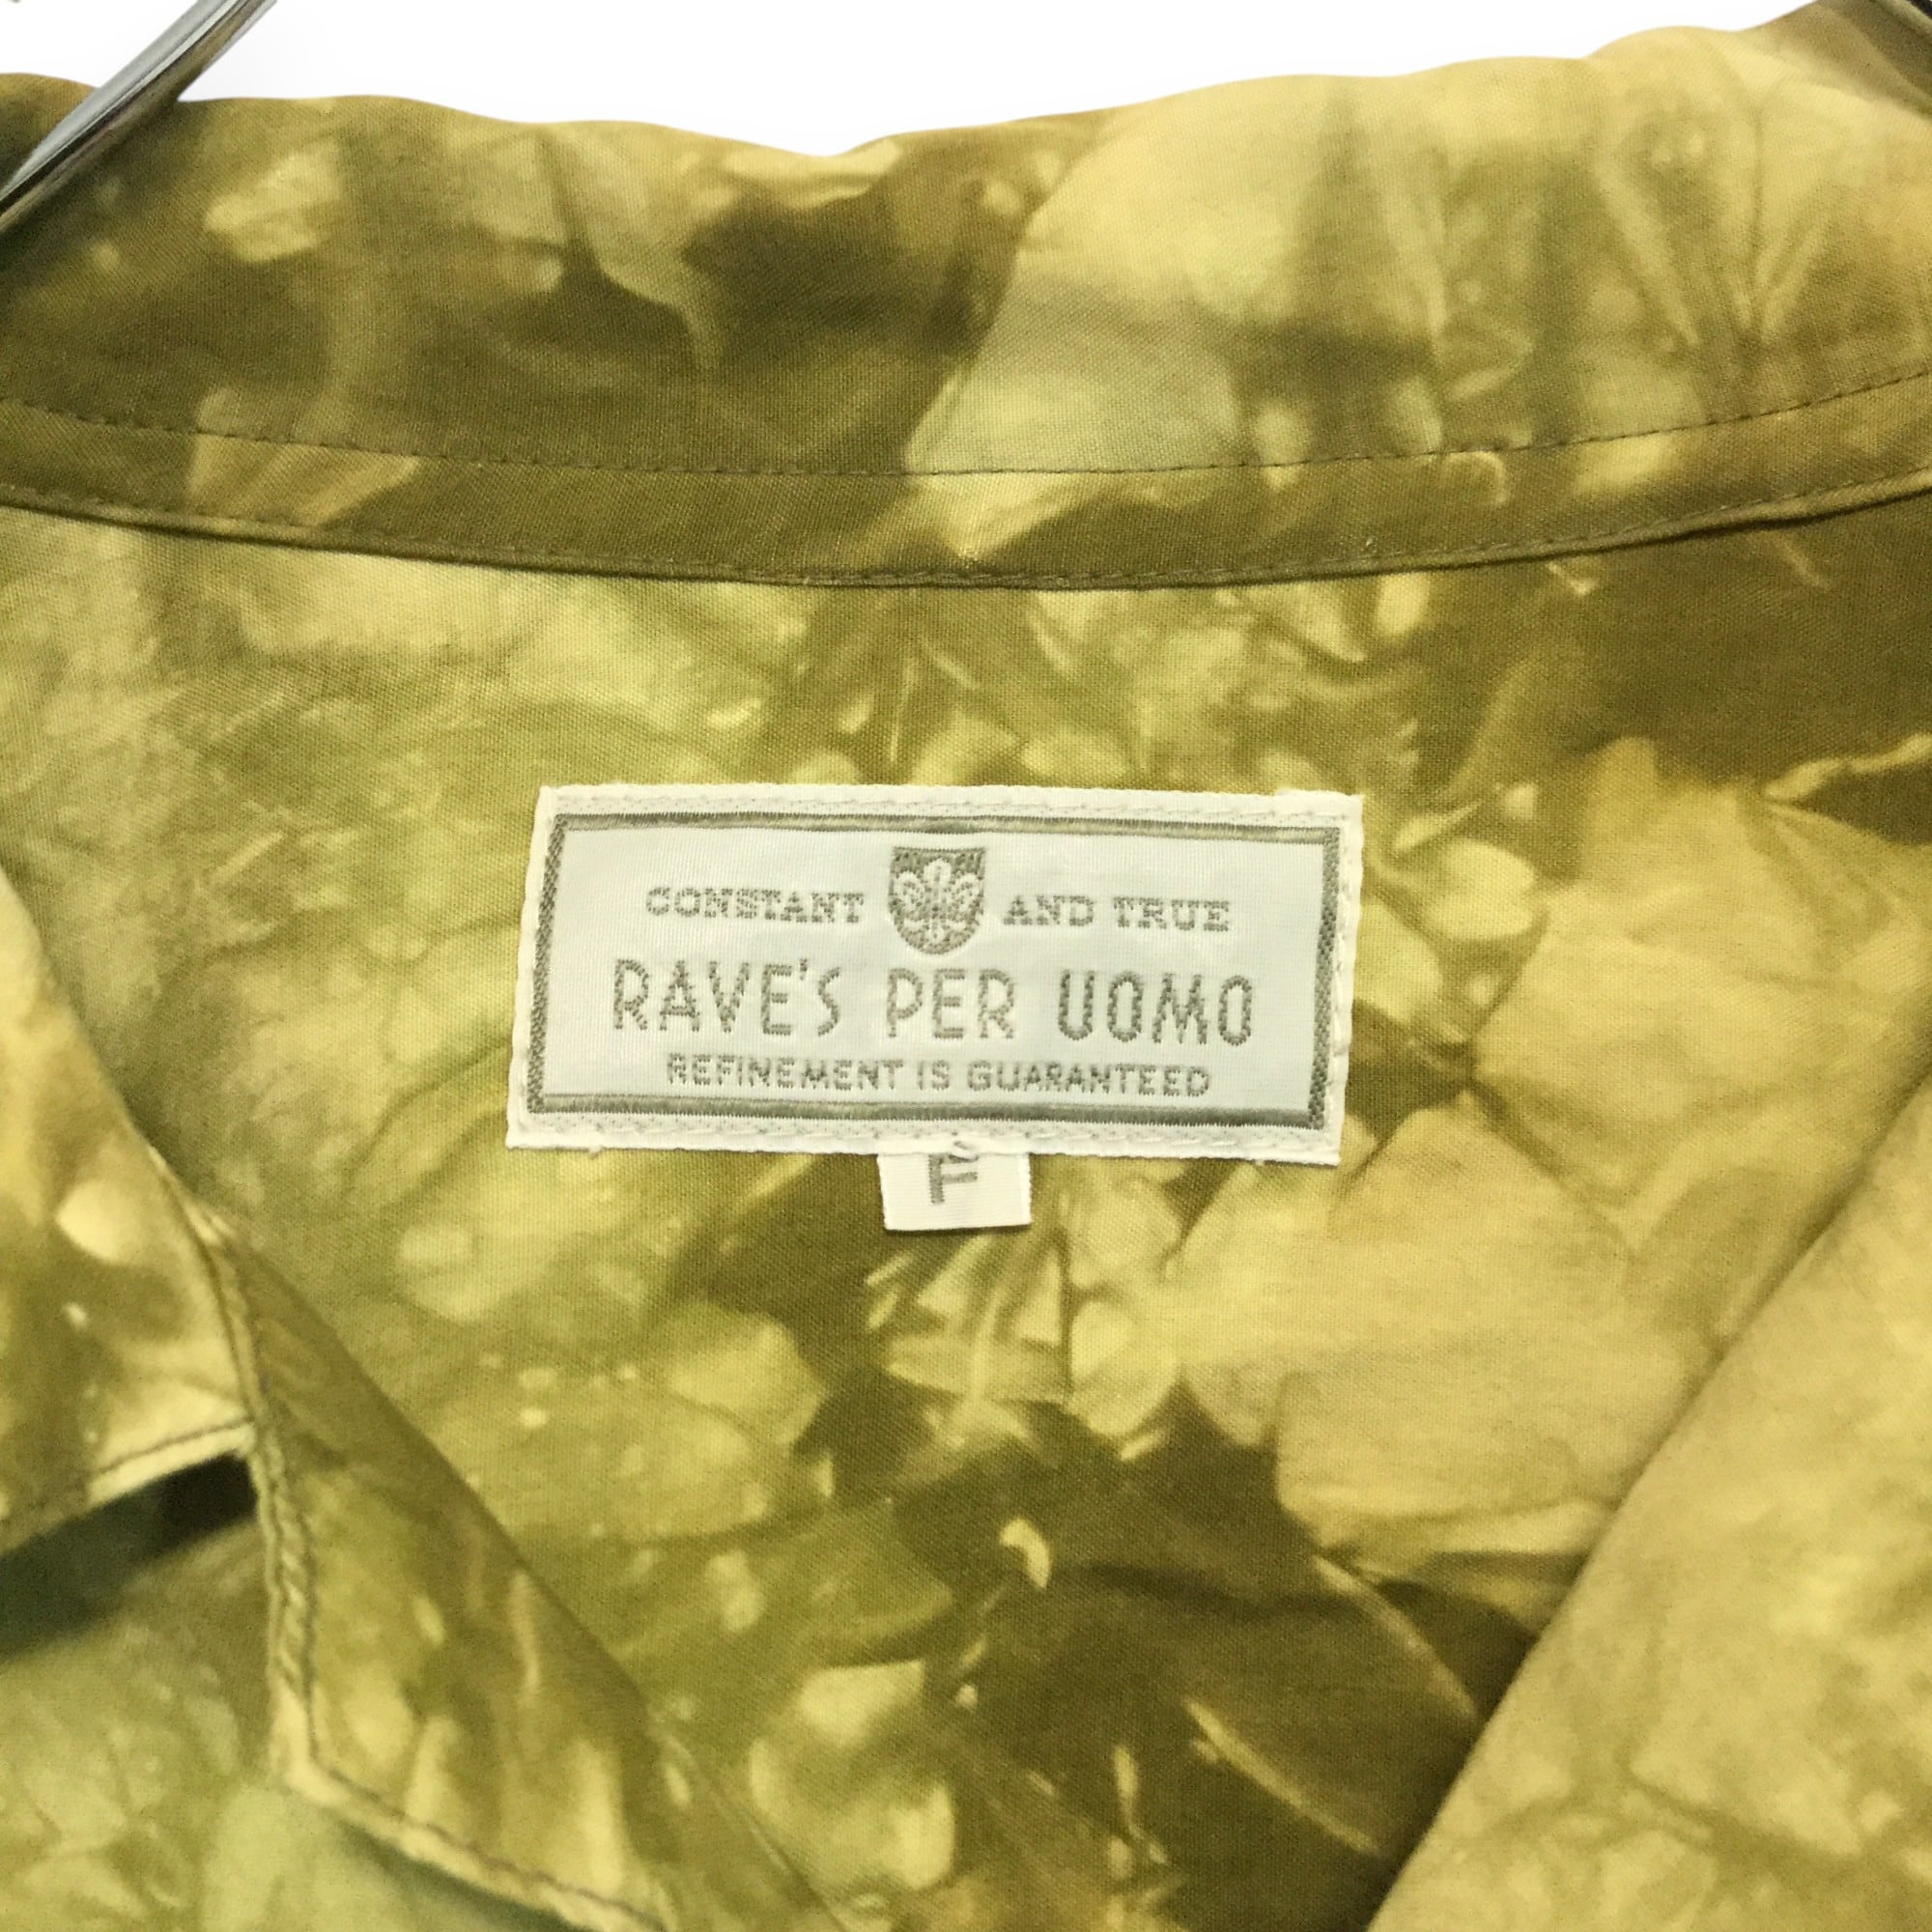 CONSTANT AND TRUE
RAVE'S PER UOMO
REFINEMENT IS GUARANTEED